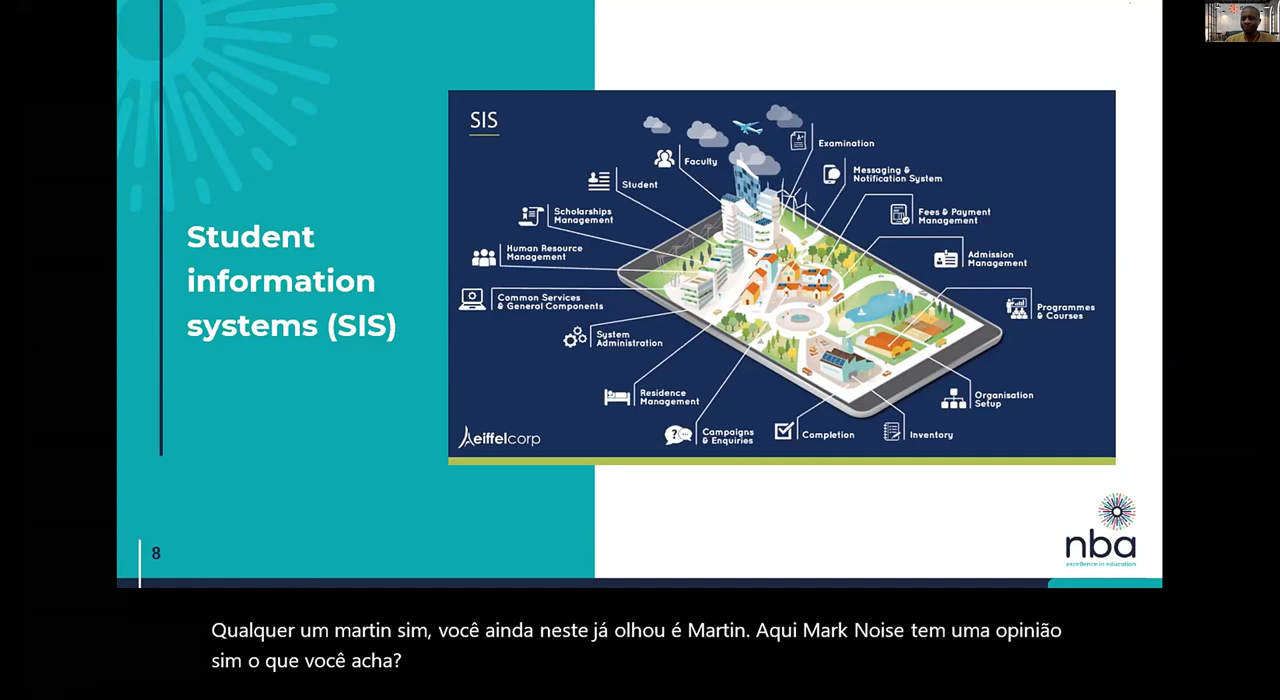 Student
information
systems (SIS)
8
SIS
Faculty
Student
Scholarships
Management
Human Resource
Management
Common Services
& General Components
System
Administration
Residence
Management
Campaigns
& Enquiries
Completion
Inventory
Organisation
Setup
Programmes
& Courses
Admission
Management
Fees & Payment
Management
Messaging &
Notification System
Examination
eiffelcorp
nba
excellence in education
Qualquer um martin sim, você ainda neste já olhou é Martin. Aqui Mark Noise tem uma opinião
sim o que você acha?